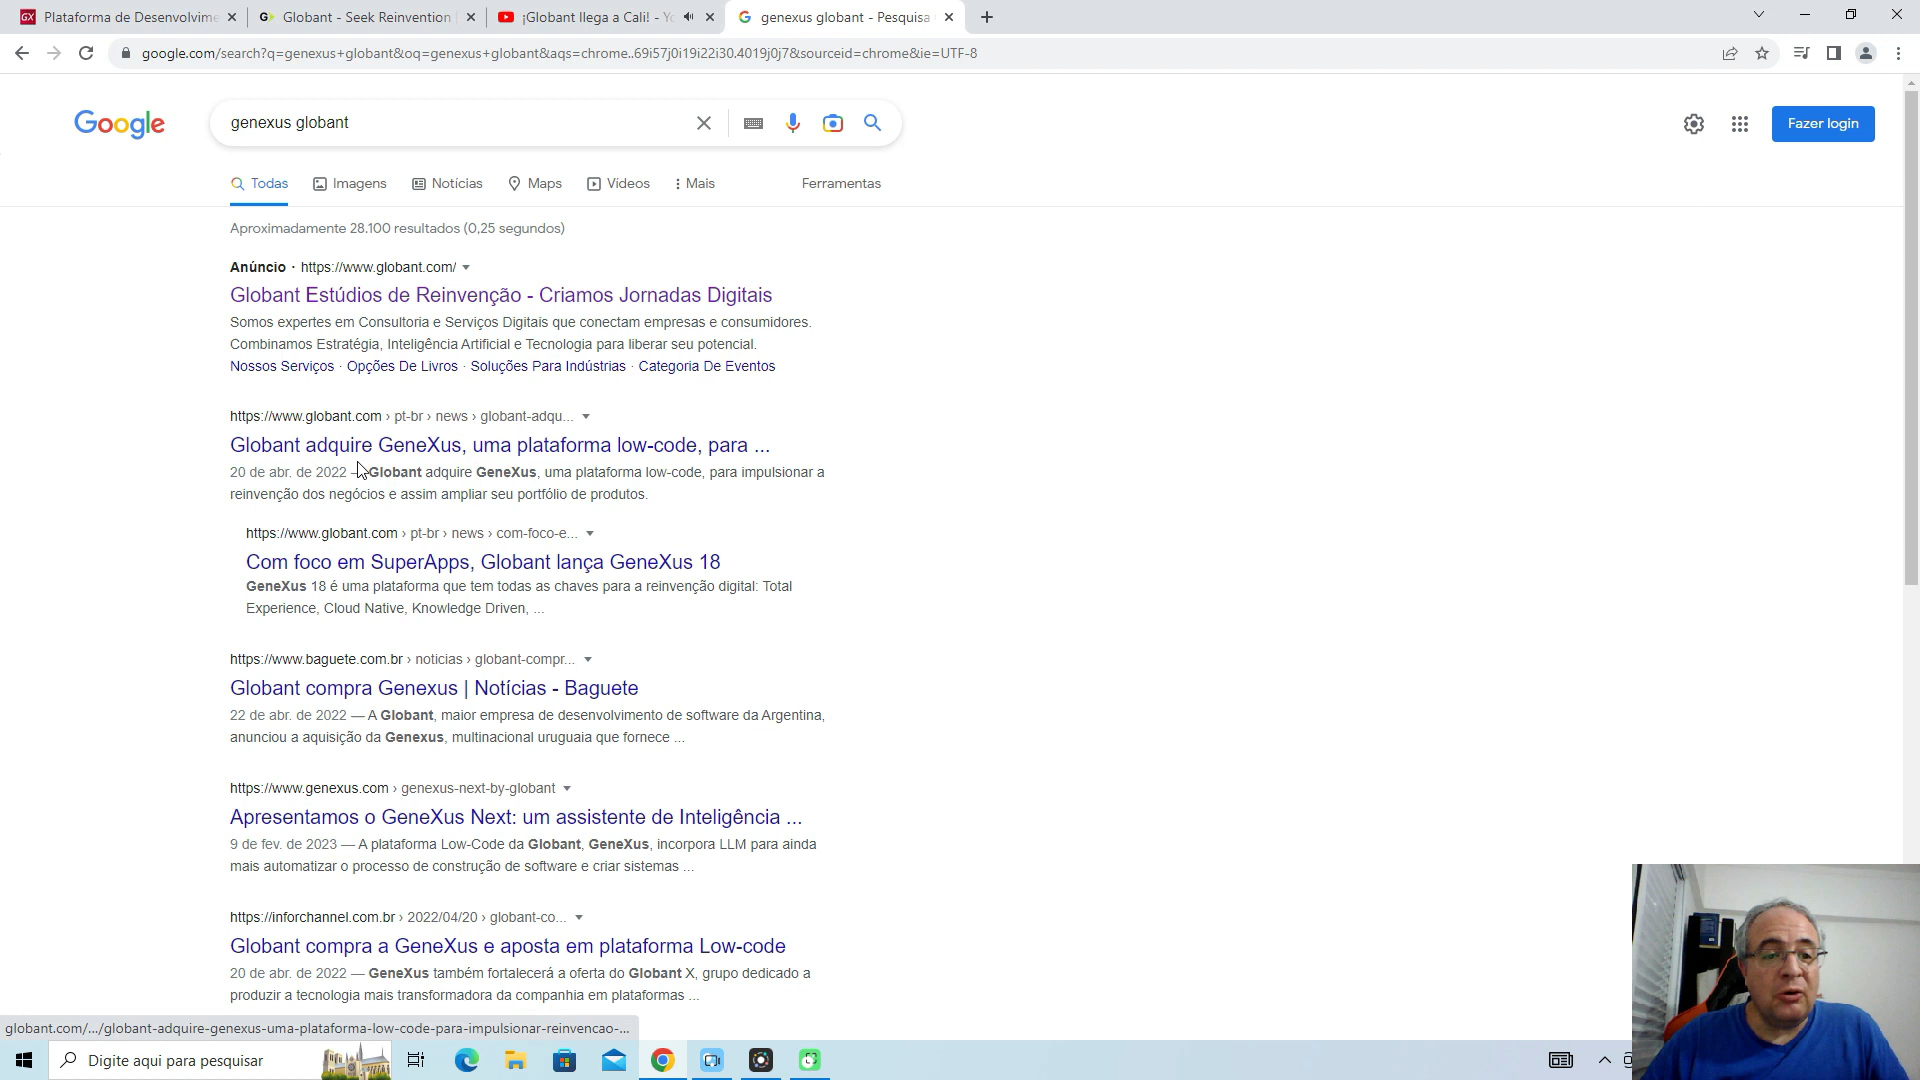 Plataforma de Desenvolvime
Globant - Seek Reinvention
¡Globant llega a Cali! - Yo
genexus globant - Pesquisa
google.com/search?q=genexus+globant&oq=genexus+globant&aqs=chrome..69i57j0i19i22i30.4019j0j7&sourceid=chrome&ie=UTF-8
Google
genexus globant
Fazer login
Todas
Imagens
Notícias
Maps
Vídeos
Mais
Ferramentas
Aproximadamente 28.100 resultados (0,25 segundos)
Anúncio · https://www.globant.com/
Globant Estúdios de Reinvenção - Criamos Jornadas Digitais
Somos expertes em Consultoria e Serviços Digitais que conectam empresas e consumidores.
Combinamos Estratégia, Inteligência Artificial e Tecnologia para liberar seu potencial.
Nossos Serviços · Opções De Livros · Soluções Para Indústrias · Categoria De Eventos
https://www.globant.com › pt-br › news › globant-adqu...
Globant adquire GeneXus, uma plataforma low-code, para ...
20 de abr. de 2022 — Globant adquire GeneXus, uma plataforma low-code, para impulsionar a
reinvenção dos negócios e assim ampliar seu portfólio de produtos.
https://www.globant.com › pt-br › news › com-foco-e...
Com foco em SuperApps, Globant lança GeneXus 18
GeneXus 18 é uma plataforma que tem todas as chaves para a reinvenção digital: Total
Experience, Cloud Native, Knowledge Driven, ...
https://www.baguete.com.br › noticias › globant-compr...
Globant compra Genexus | Notícias - Baguete
22 de abr. de 2022 — A Globant, maior empresa de desenvolvimento de software da Argentina,
anunciou a aquisição da Genexus, multinacional uruguaia que fornece ...
https://www.genexus.com › genexus-next-by-globant
Apresentamos o GeneXus Next: um assistente de Inteligência ...
9 de fev. de 2023 — A plataforma Low-Code da Globant, GeneXus, incorpora LLM para ainda
mais automatizar o processo de construção de software e criar sistemas ...
https://inforchannel.com.br › 2022/04/20 › globant-co...
Globant compra a GeneXus e aposta em plataforma Low-code
20 de abr. de 2022 — GeneXus também fortalecerá a oferta do Globant X, grupo dedicado a
produzir a tecnologia mais transformadora da companhia em plataformas ...
globant.com/.../globant-adquire-genexus-uma-plataforma-low-code-para-impulsionar-reinvencao-...
Digite aqui para pesquisar